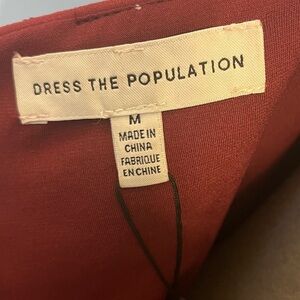 DRESS THE POPULATION
M
MADE IN
CHINA
FABRIQUE
EN CHINE